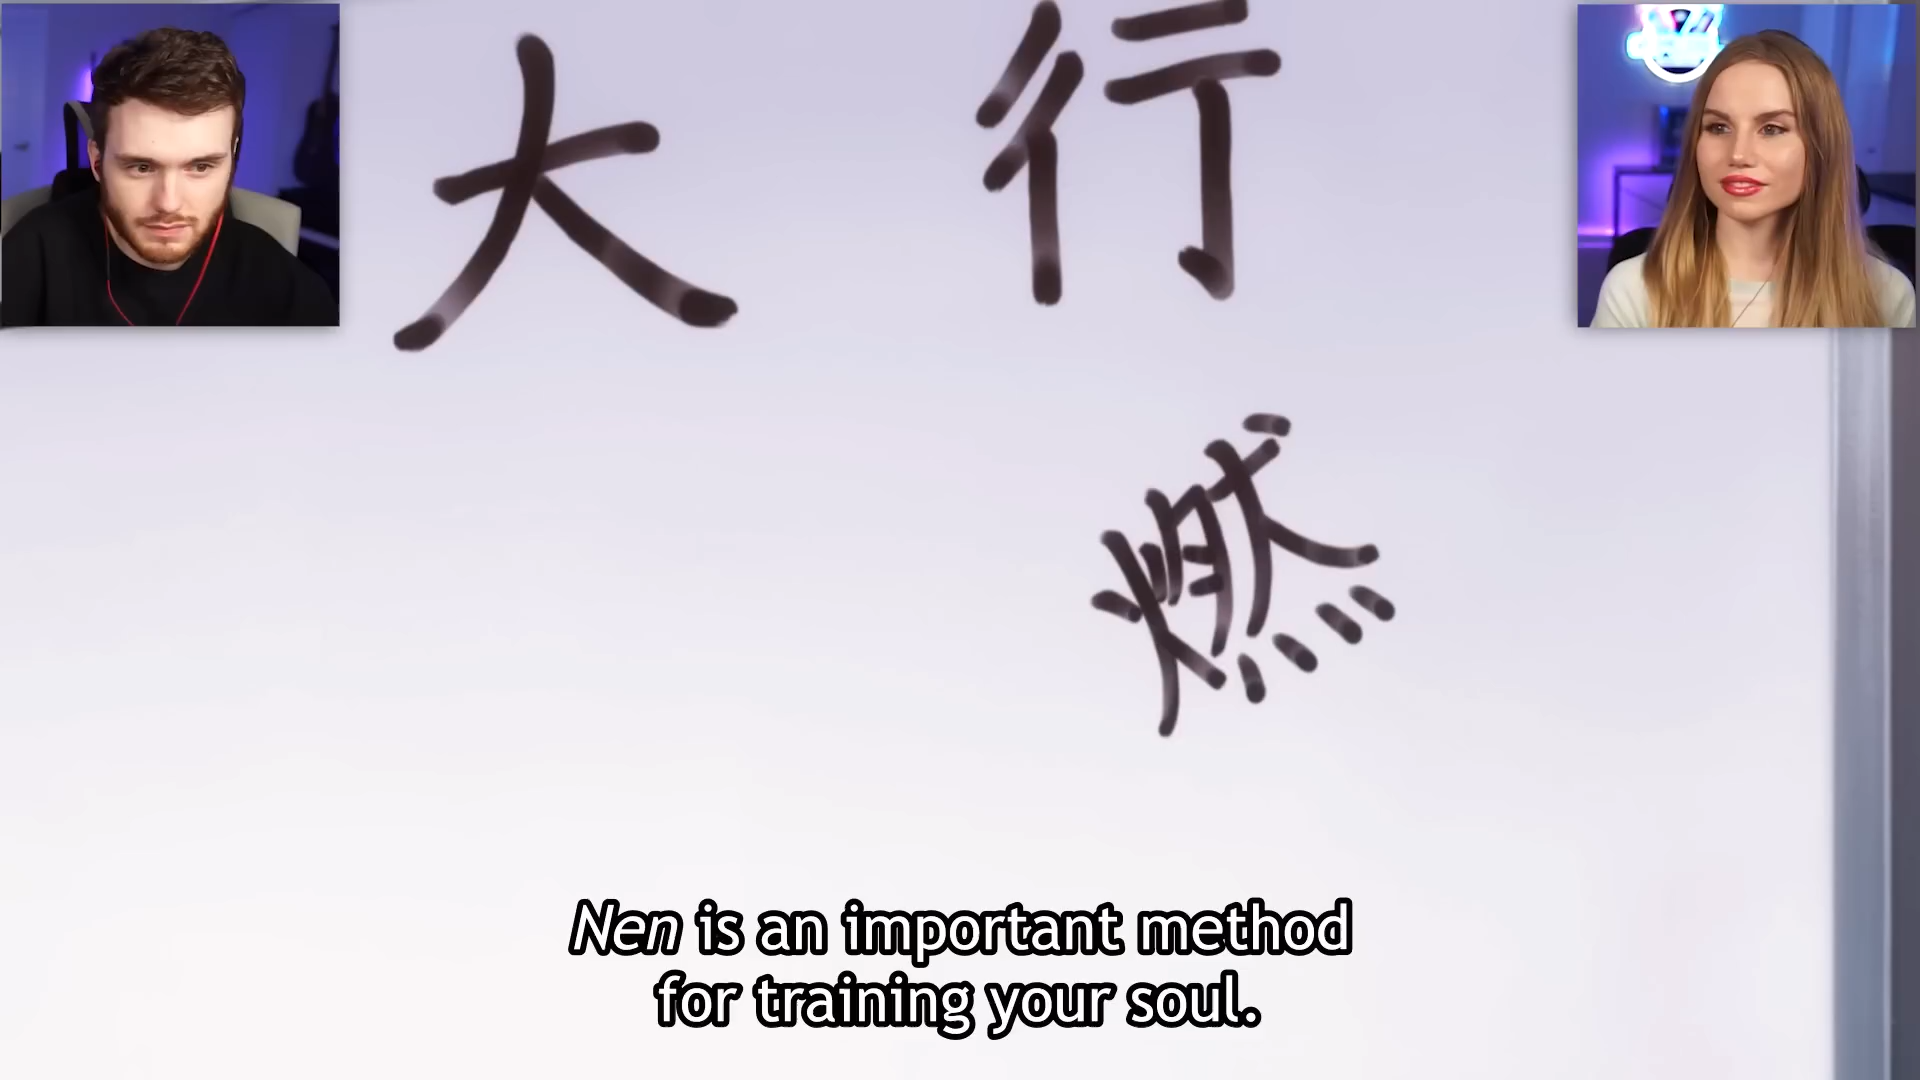 大 行
燃
Nen is an important method
for training your soul.